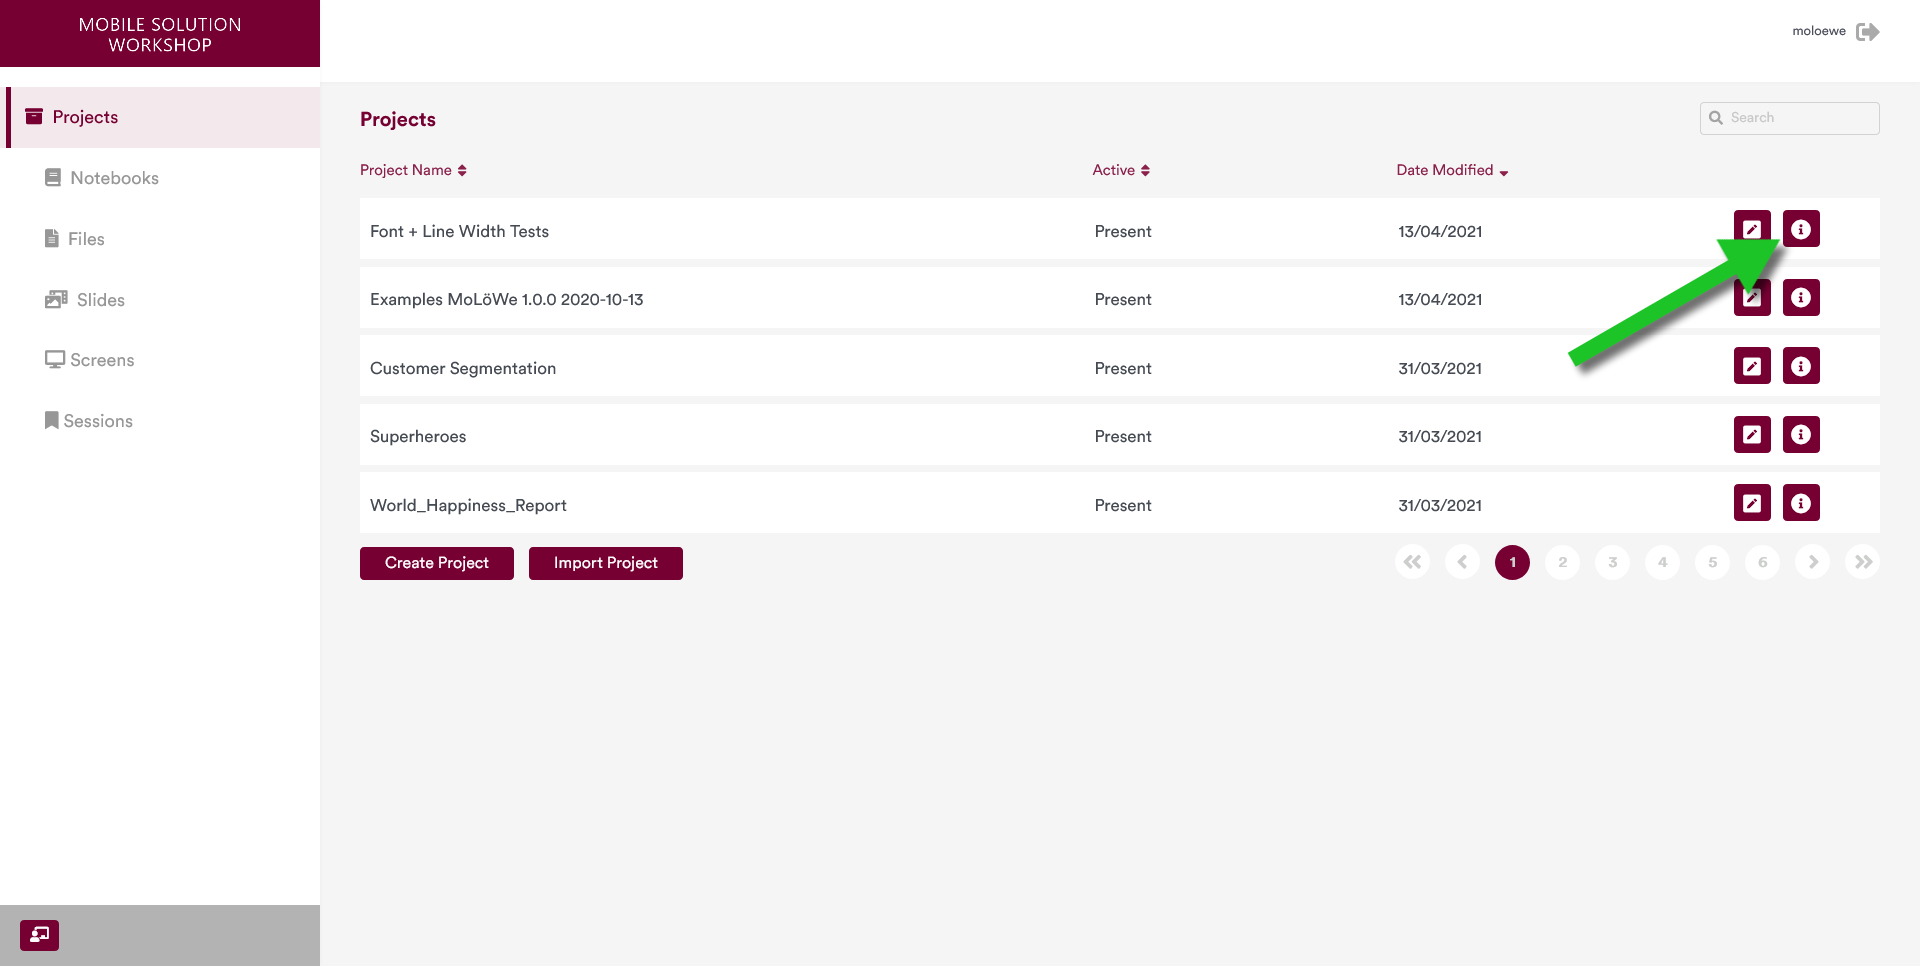 MOBILE SOLUTION
WORKSHOP
moloewe
Projects
Notebooks
Files
Slides
Screens
Sessions
Projects
Search
Project Name Active Date Modified
Font + Line Width Tests Present 13/04/2021
Examples MoLöWe 1.0.0 2020-10-13 Present 13/04/2021
Customer Segmentation Present 31/03/2021
Superheroes Present 31/03/2021
World_Happiness_Report Present 31/03/2021
Create Project Import Project 1 2 3 4 5 6